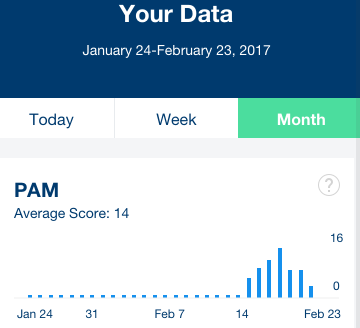 Your Data
January 24-February 23, 2017
Today Week Month
PAM
?
Average Score: 14
16
0
Jan 24 31 Feb 7 14 Feb 23